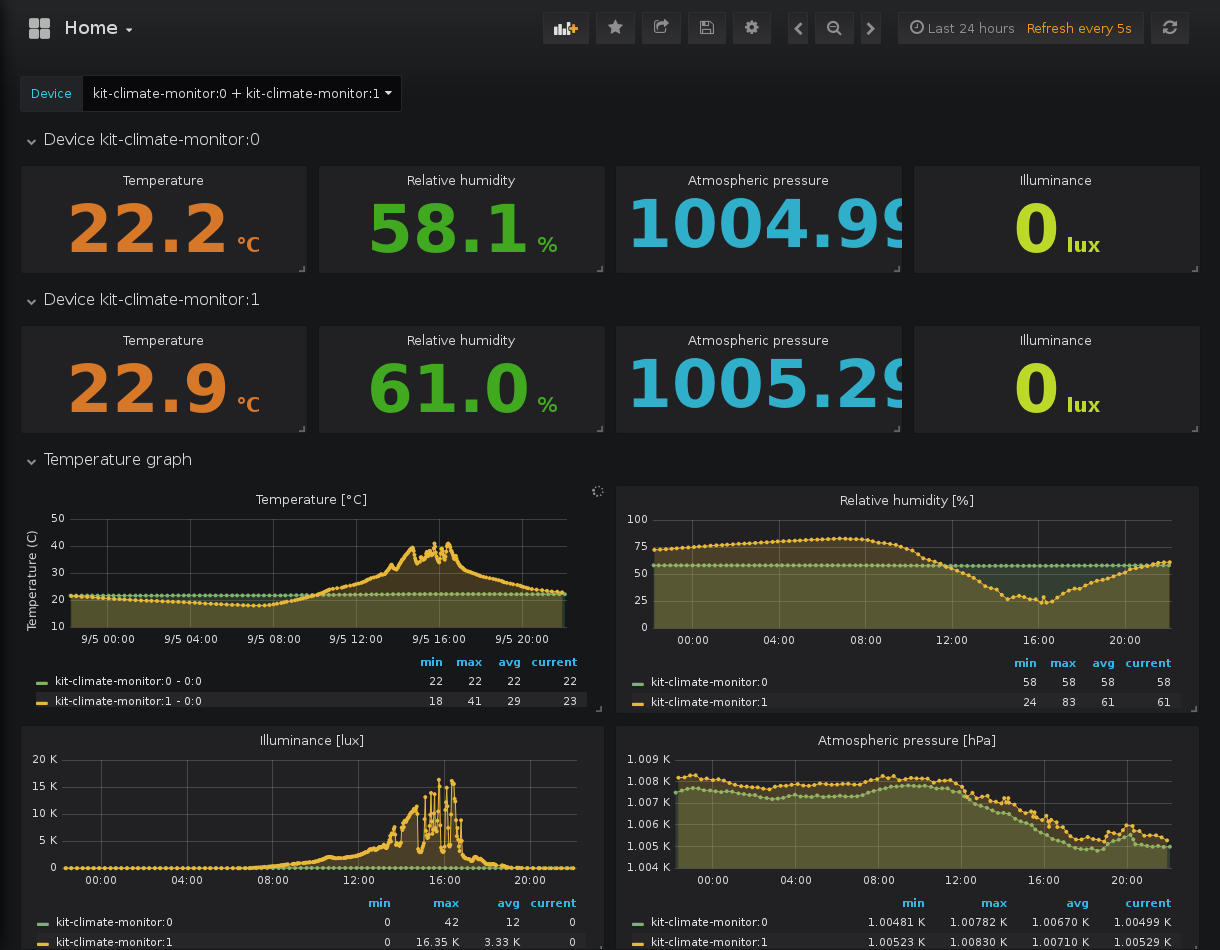 Home
Last 24 hours Refresh every 5s
Device kit-climate-monitor:0 + kit-climate-monitor:1
Device kit-climate-monitor:0
Temperature Relative humidity Atmospheric pressure Illuminance
22.2 °C 58.1 % 1004.99 0 lux
Device kit-climate-monitor:1
Temperature Relative humidity Atmospheric pressure Illuminance
22.9 °C 61.0 % 1005.29 0 lux
Temperature graph
Temperature [°C]
Temperature (C)
50
40
30
20
10
9/5 00:00 9/5 04:00 9/5 08:00 9/5 12:00 9/5 16:00 9/5 20:00
min max avg current
kit-climate-monitor:0 - 0:0 22 22 22 22
kit-climate-monitor:1 - 0:0 18 41 29 23
Relative humidity [%]
100
75
50
25
0
00:00 04:00 08:00 12:00 16:00 20:00
min max avg current
kit-climate-monitor:0 58 58 58 58
kit-climate-monitor:1 24 83 61 61
Illuminance [lux]
20 K
15 K
10 K
5 K
0
00:00 04:00 08:00 12:00 16:00 20:00
min max avg current
kit-climate-monitor:0 0 42 12 0
kit-climate-monitor:1 0 16.35 K 3.33 K 0
Atmospheric pressure [hPa]
1.009 K
1.008 K
1.007 K
1.006 K
1.005 K
1.004 K
00:00 04:00 08:00 12:00 16:00 20:00
min max avg current
kit-climate-monitor:0 1.00481 K 1.00782 K 1.00670 K 1.00499 K
kit-climate-monitor:1 1.00523 K 1.00830 K 1.00710 K 1.00529 K